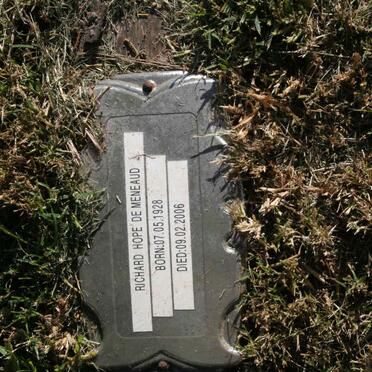 RICHARD HOPE DE MENEAUD
BORN:07.05.1928
DIED:09.02.2006